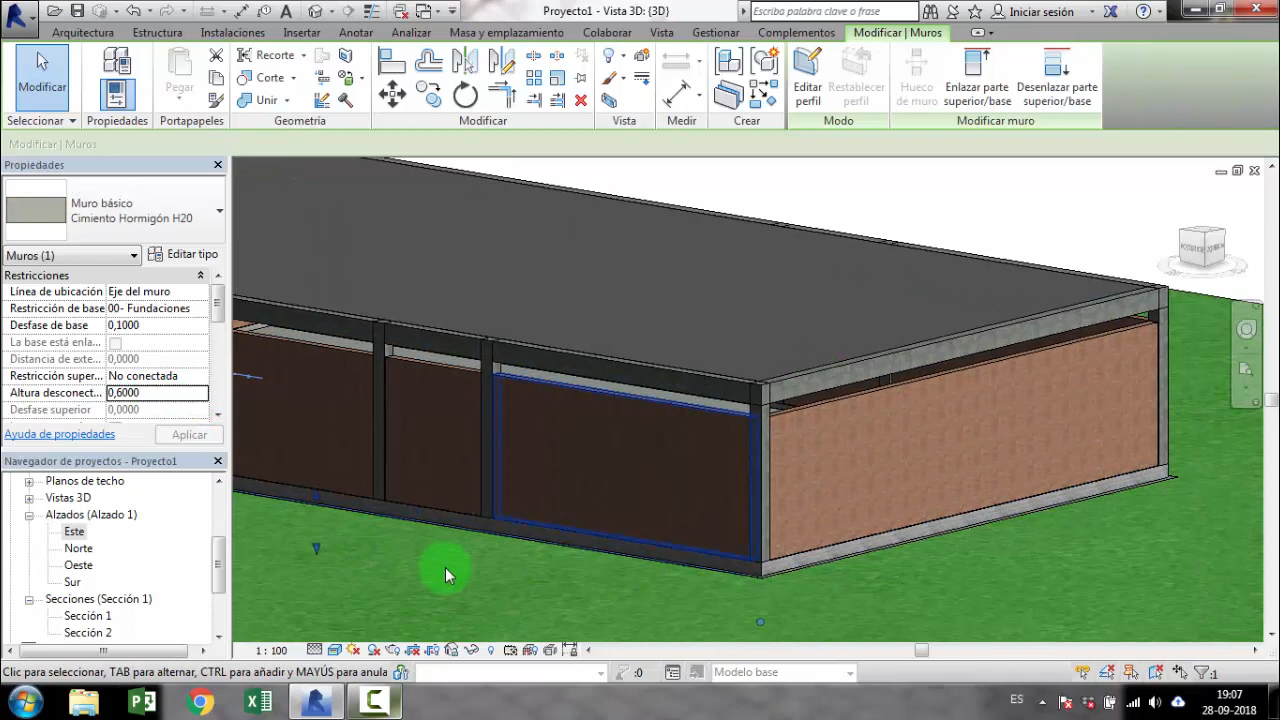 Proyecto1 - Vista 3D: {3D}
Escriba palabra clave o frase
Iniciar sesión
Arquitectura Estructura Instalaciones Insertar Anotar Analizar Masa y emplazamiento Colaborar Vista Gestionar Complementos Modificar | Muros
Modificar
Pegar
Recorte
Corte
Unir
Editar perfil
Restablecer perfil
Hueco de muro
Enlazar parte superior/base
Desenlazar parte superior/base
Seleccionar Propiedades Portapapeles Geometría Modificar Vista Medir Crear Modo Modificar muro
Modificar | Muros
Propiedades
Muro básico
Cimiento Hormigón H20
Muros (1) Editar tipo
Restricciones
Línea de ubicación Eje del muro
Restricción de base 00- Fundaciones
Desfase de base 0,1000
La base está enla...
Distancia de exte... 0,0000
Restricción super... No conectada
Altura desconect... 0,6000
Desfase superior 0,0000
Ayuda de propiedades Aplicar
Navegador de proyectos - Proyecto1
Planos de techo
Vistas 3D
Alzados (Alzado 1)
Este
Norte
Oeste
Sur
Secciones (Sección 1)
Sección 1
Sección 2
1 : 100
Clic para seleccionar, TAB para alternar, CTRL para añadir y MAYÚS para anula
:0
Modelo base
:1
ES
19:07
28-09-2018